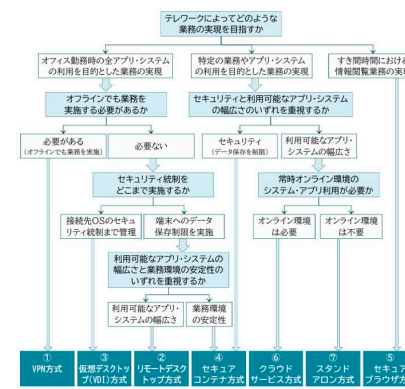 テレワークによってどのような
業務の実現を目指すか
オフィス勤務時の全アプリ・システム
の利用を目的とした業務の実現
特定の業務やアプリ・システム
の利用を目的とした業務の実現
すき間時間における
情報閲覧業務の実
オフラインでも業務を
実施する必要があるか
セキュリティと利用可能なアプリ・システム
の幅広さのいずれを重視するか
必要がある
(オフラインでも業務を実施)
必要ない
セキュリティ
(データ保存を制限)
利用可能なアプリ・
システムの幅広さ
セキュリティ統制を
どこまで実施するか
常時オンライン環境の
システム・アプリ利用が必要か
接続先OSのセキュ
リティ統制まで管理
端末へのデータ
保存制限を実施
オンライン環境
は必要
オンライン環境
は不要
利用可能なアプリ・システムの
幅広さと業務環境の安定性の
いずれを重視するか
利用可能なアプリ・
システムの幅広さ
業務環境
の安定性
①
VPN方式
③
仮想デスクトッ
プ(VDI)方式
②
リモートデスク
トップ方式
④
セキュア
コンテナ方式
⑥
クラウド
サービス方式
⑦
スタンド
アロン方式
⑤
セキュア
ブラウザ方